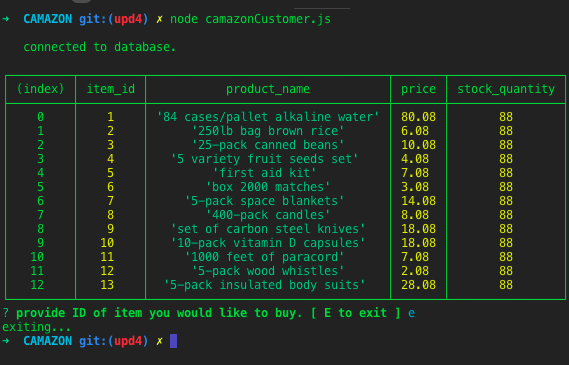 → CAMAZON git:(upd4) ✗ node camazonCustomer.js
connected to database.
(index) item_id product_name price stock_quantity
0 1 '84 cases/pallet alkaline water' 80.08 88
1 2 '250lb bag brown rice' 6.08 88
2 3 '25-pack canned beans' 10.08 88
3 4 '5 variety fruit seeds set' 4.08 88
4 5 'first aid kit' 7.08 88
5 6 'box 2000 matches' 3.08 88
6 7 '5-pack space blankets' 14.08 88
7 8 '400-pack candles' 8.08 88
8 9 'set of carbon steel knives' 18.08 88
9 10 '10-pack vitamin D capsules' 18.08 88
10 11 '1000 feet of paracord' 7.08 88
11 12 '5-pack wood whistles' 2.08 88
12 13 '5-pack insulated body suits' 28.08 88
? provide ID of item you would like to buy. [ E to exit ] e
exiting...
→ CAMAZON git:(upd4) ✗